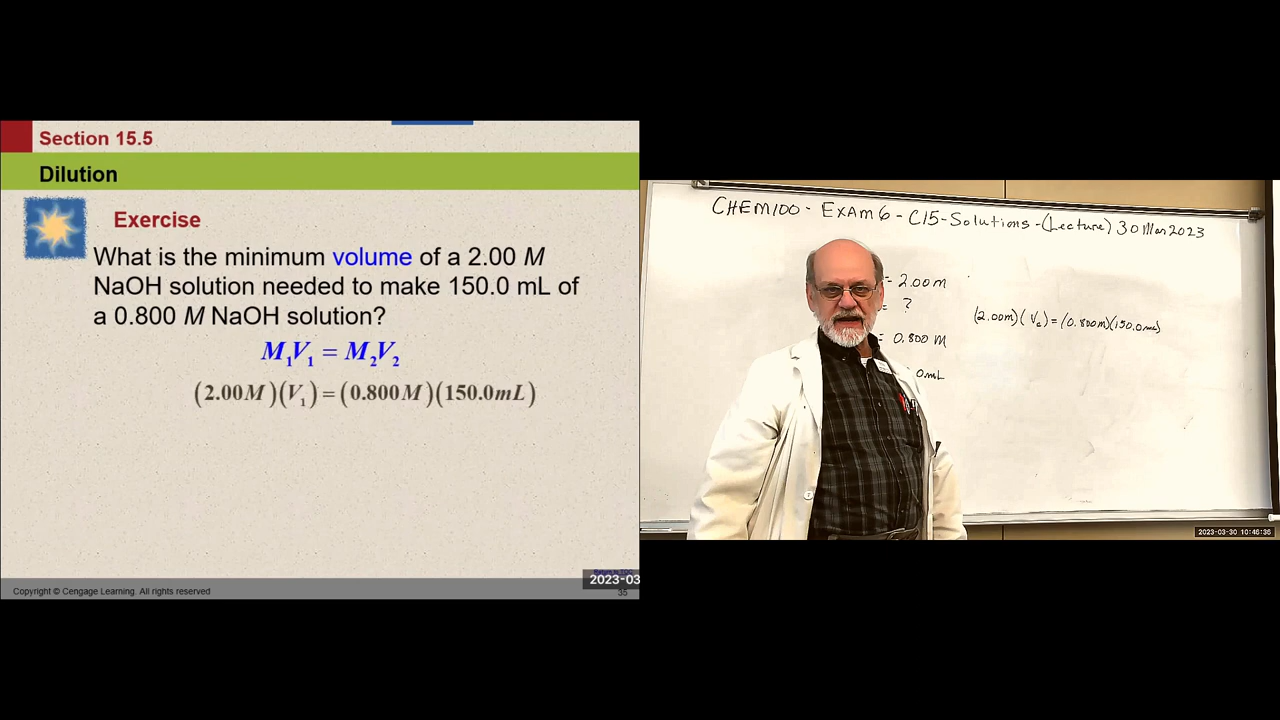 Section 15.5
Dilution
Exercise
What is the minimum volume of a 2.00 M
NaOH solution needed to make 150.0 mL of
a 0.800 M NaOH solution?
M₁V₁ = M₂V₂
(2.00M)(V₁) = (0.800M)(150.0mL)
Copyright © Cengage Learning. All rights reserved
2023-03
35
CHEM100 - EXAM 6 - C15 - Solutions - (Lecture) 30 Mar 2023
= 2.00 M
= ?
= 0.800 M
0mL
(2.00m)(V₁) = (0.800m)(150.0mL)
2023-03-30 10:46:36